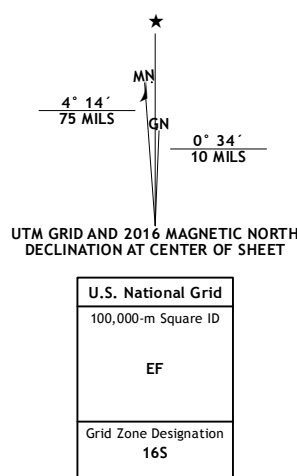 ★
MN
4° 14´
75 MILS
GN
0° 34´
10 MILS
UTM GRID AND 2016 MAGNETIC NORTH
DECLINATION AT CENTER OF SHEET
U.S. National Grid
100,000-m Square ID
EF
Grid Zone Designation
16S